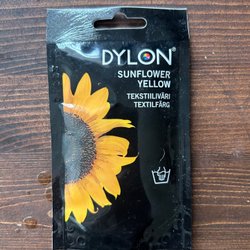 DYLON®
SUNFLOWER
YELLOW
TEKSTIILIVÄRI
TEXTILFÄRG